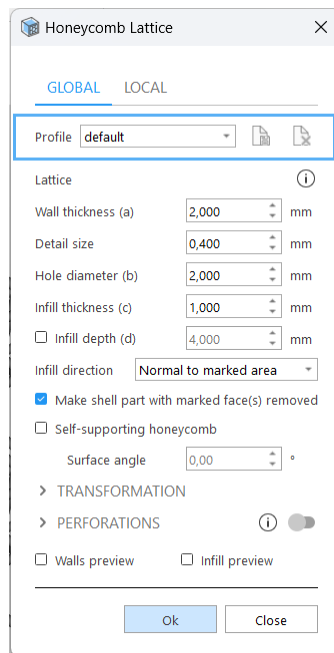 Honeycomb Lattice
GLOBAL LOCAL
Profile default
Lattice
Wall thickness (a) 2,000 mm
Detail size 0,400 mm
Hole diameter (b) 2,000 mm
Infill thickness (c) 1,000 mm
Infill depth (d) 4,000 mm
Infill direction Normal to marked area
Make shell part with marked face(s) removed
Self-supporting honeycomb
Surface angle 0,00 °
TRANSFORMATION
PERFORATIONS
Walls preview Infill preview
Ok Close